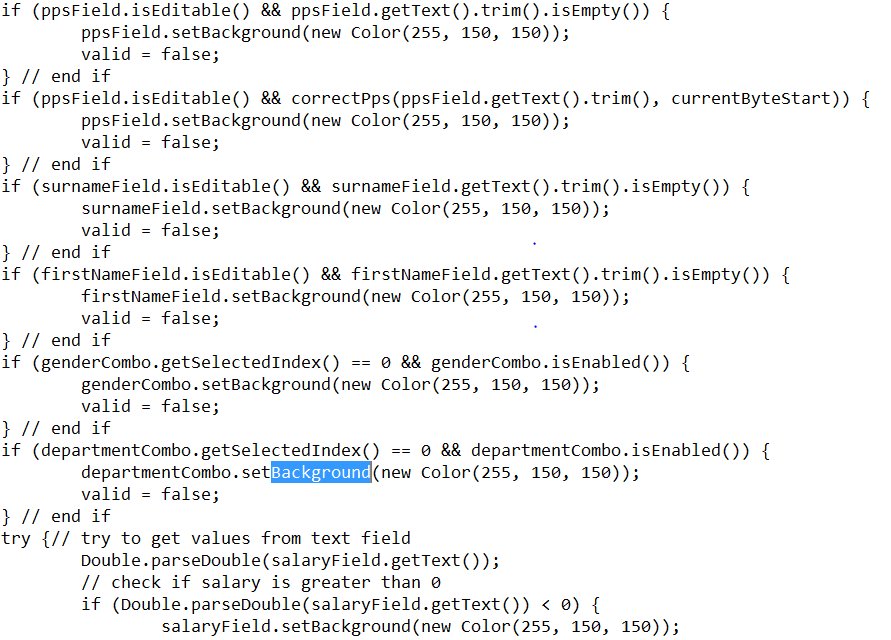 if (ppsField.isEditable() && ppsField.getText().trim().isEmpty()) {
        ppsField.setBackground(new Color(255, 150, 150));
        valid = false;
} // end if
if (ppsField.isEditable() && correctPps(ppsField.getText().trim(), currentByteStart)) {
        ppsField.setBackground(new Color(255, 150, 150));
        valid = false;
} // end if
if (surnameField.isEditable() && surnameField.getText().trim().isEmpty()) {
        surnameField.setBackground(new Color(255, 150, 150));
        valid = false;
} // end if
if (firstNameField.isEditable() && firstNameField.getText().trim().isEmpty()) {
        firstNameField.setBackground(new Color(255, 150, 150));
        valid = false;
} // end if
if (genderCombo.getSelectedIndex() == 0 && genderCombo.isEnabled()) {
        genderCombo.setBackground(new Color(255, 150, 150));
        valid = false;
} // end if
if (departmentCombo.getSelectedIndex() == 0 && departmentCombo.isEnabled()) {
        departmentCombo.setBackground(new Color(255, 150, 150));
        valid = false;
} // end if
try {// try to get values from text field
        Double.parseDouble(salaryField.getText());
        // check if salary is greater than 0
        if (Double.parseDouble(salaryField.getText()) < 0) {
                salaryField.setBackground(new Color(255, 150, 150));